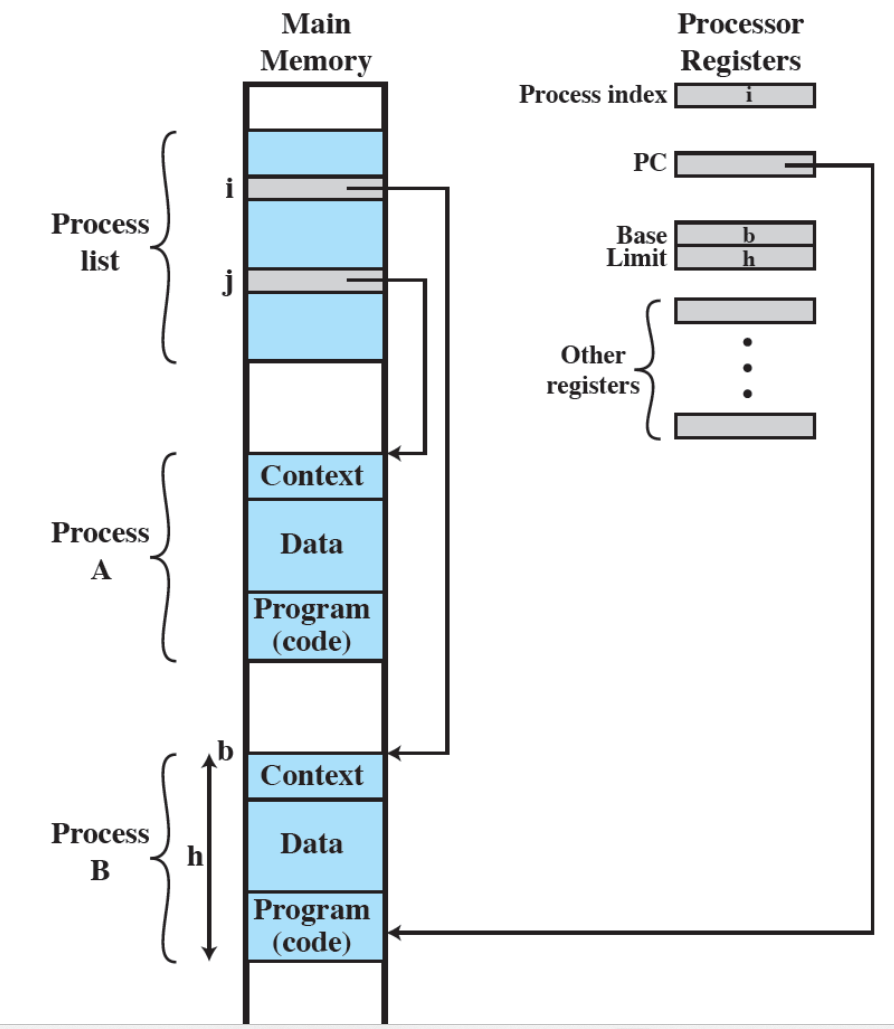 Main
Memory
Processor
Registers
Process index
i
PC
Base
b
Limit
h
Other
registers
Process
list
i
j
Process
A
Context
Data
Program
(code)
Process
B
b
h
Context
Data
Program
(code)